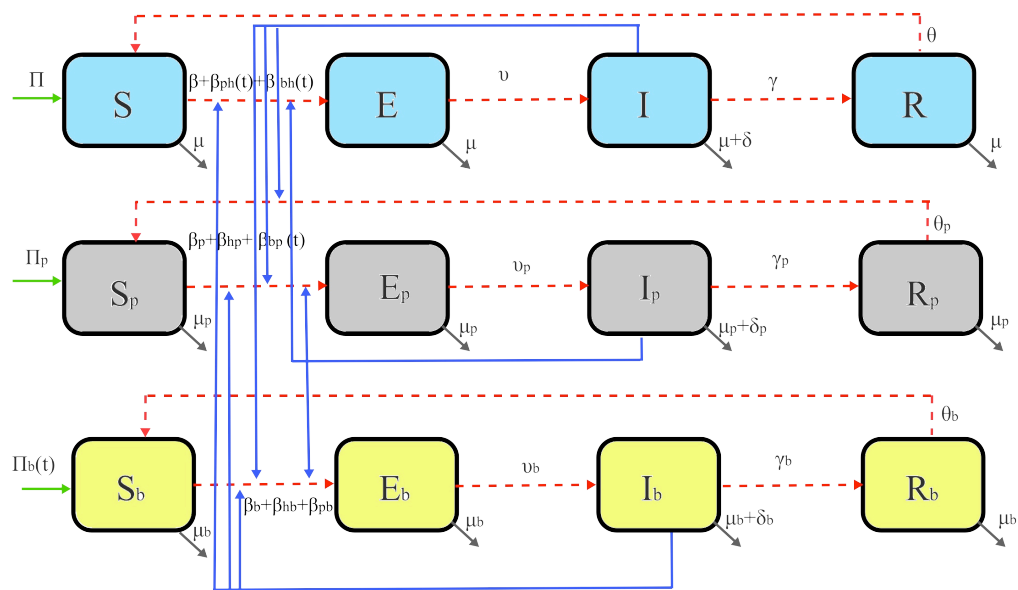 θ
Π
S
β+βph(t)+βbh(t)
E
υ
I
γ
R
μ
μ
μ+δ
μ
θp
Πp
Sp
βp+βhp+ βbp(t)
Ep
υp
Ip
γp
Rp
μp
μp
μp+δp
μp
θb
Πb(t)
Sb
βb+βhb+βpb
Eb
υb
Ib
γb
Rb
μb
μb
μb+δb
μb